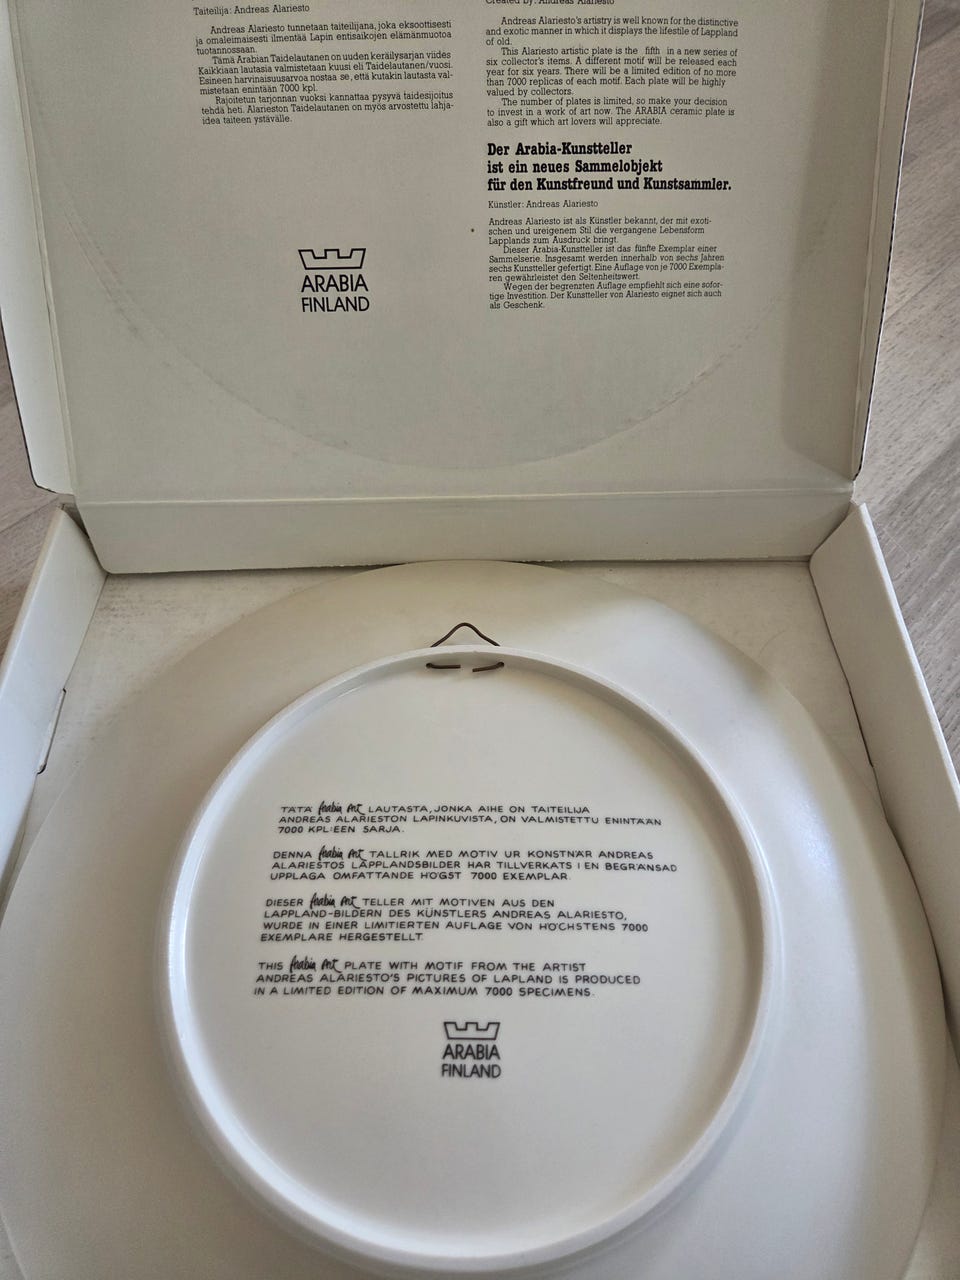 Taiteilija: Andreas Alariesto
Andreas Alariesto tunnetaan taiteilijana, joka eksoottisesti
ja omaleimaisesti ilmentää Lapin entisaikojen elämänmuotoa
tuotannossaan.
Tämä Arabian Taidelautanen on uuden keräilysarjan viides
Kaikkiaan lautasia valmistetaan kuusi eli Taidelautanen/vuosi.
Esineen harvinaisuusarvoa nostaa se, että kutakin lautasta val-
mistetaan enintään 7000 kpl.
Rajoitetun tarjonnan vuoksi kannattaa pysyvä taidesijoitus
tehdä heti. Alarieston Taidelautanen on myös arvostettu lahja-
idea taiteen ystävälle.
ARABIA
FINLAND
Created by: Andreas Alariesto
Andreas Alariesto's artistry is well known for the distinctive
and exotic manner in which it displays the lifestile of Lappland
of old.
This Alariesto artistic plate is the fifth in a new series of
six collector's items. A different motif will be released each
year for six years. There will be a limited edition of no more
than 7000 replicas of each motif. Each plate will be highly
valued by collectors.
The number of plates is limited, so make your decision
to invest in a work of art now. The ARABIA ceramic plate is
also a gift which art lovers will appreciate.
Der Arabia-Kunstteller
ist ein neues Sammelobjekt
für den Kunstfreund und Kunstsammler.
Künstler: Andreas Alariesto
Andreas Alariesto ist als Künstler bekannt, der mit exoti-
schen und ureigenem Stil die vergangene Lebensform
Lapplands zum Ausdruck bringt.
Dieser Arabia-Kunstteller ist das fünfte Exemplar einer
Sammelserie. Insgesamt werden innerhalb von sechs Jahren
sechs Kunstteller gefertigt. Eine Auflage von je 7000 Exempla-
ren gewährleistet den Seltenheitswert.
Wegen der begrenzten Auflage empfiehlt sich eine sofor-
tige Investition. Der Kunstteller von Alariesto eignet sich auch
als Geschenk.
TÄTÄ Arabia Art LAUTASTA, JONKA AIHE ON TAITEILIJA
ANDREAS ALARIESTON LAPINKUVISTA, ON VALMISTETTU ENINTÄÄN
7000 KPL:EEN SARJA.
DENNA Arabia Art TALLRIK MED MOTIV UR KONSTNÄR ANDREAS
ALARIESTOS LAPPLANDSBILDER HAR TILLVERKATS I EN BEGRÄNSAD
UPPLAGA OMFATTANDE HÖGST 7000 EXEMPLAR.
DIESER Arabia Art TELLER MIT MOTIVEN AUS DEN
LAPPLAND-BILDERN DES KÜNSTLERS ANDREAS ALARIESTO,
WURDE IN EINER LIMITIERTEN AUFLAGE VON HÖCHSTENS 7000
EXEMPLARE HERGESTELLT.
THIS Arabia Art PLATE WITH MOTIF FROM THE ARTIST
ANDREAS ALARIESTO'S PICTURES OF LAPLAND IS PRODUCED
IN A LIMITED EDITION OF MAXIMUM 7000 SPECIMENS.
ARABIA
FINLAND